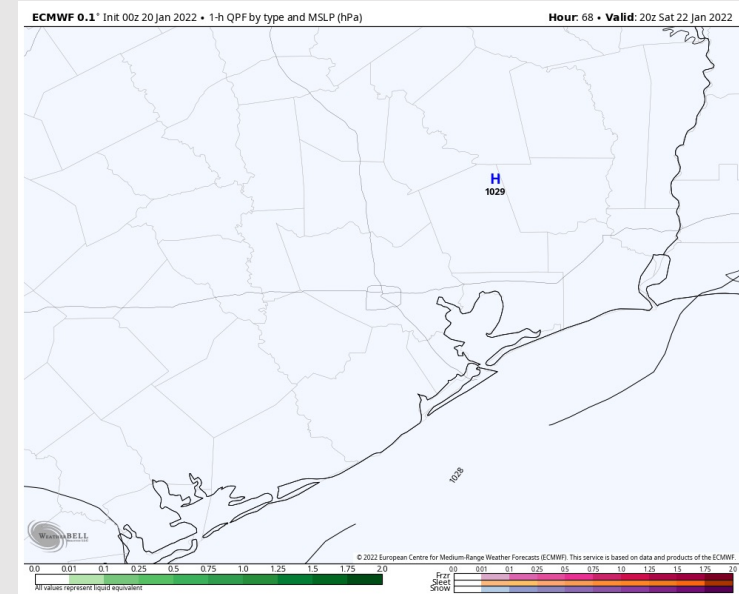 ECMWF 0.1° Init 00z 20 Jan 2022 • 1-h QPF by type and MSLP (hPa)
Hour: 68 • Valid: 20z Sat 22 Jan 2022
H
1029
1028
WeatherBELL
© 2022 European Centre for Medium-Range Weather Forecasts (ECMWF). This service is based on data and products of the ECMWF.
0.0 0.01 0.1 0.25 0.5 0.75 1.0 1.25 1.5 1.75 2.0
All values represent liquid equivalent
0.0 0.01 0.1 0.25 0.5 0.75 1.0 1.25 1.5 1.75 2.0
Frzr
Sleet
Snow